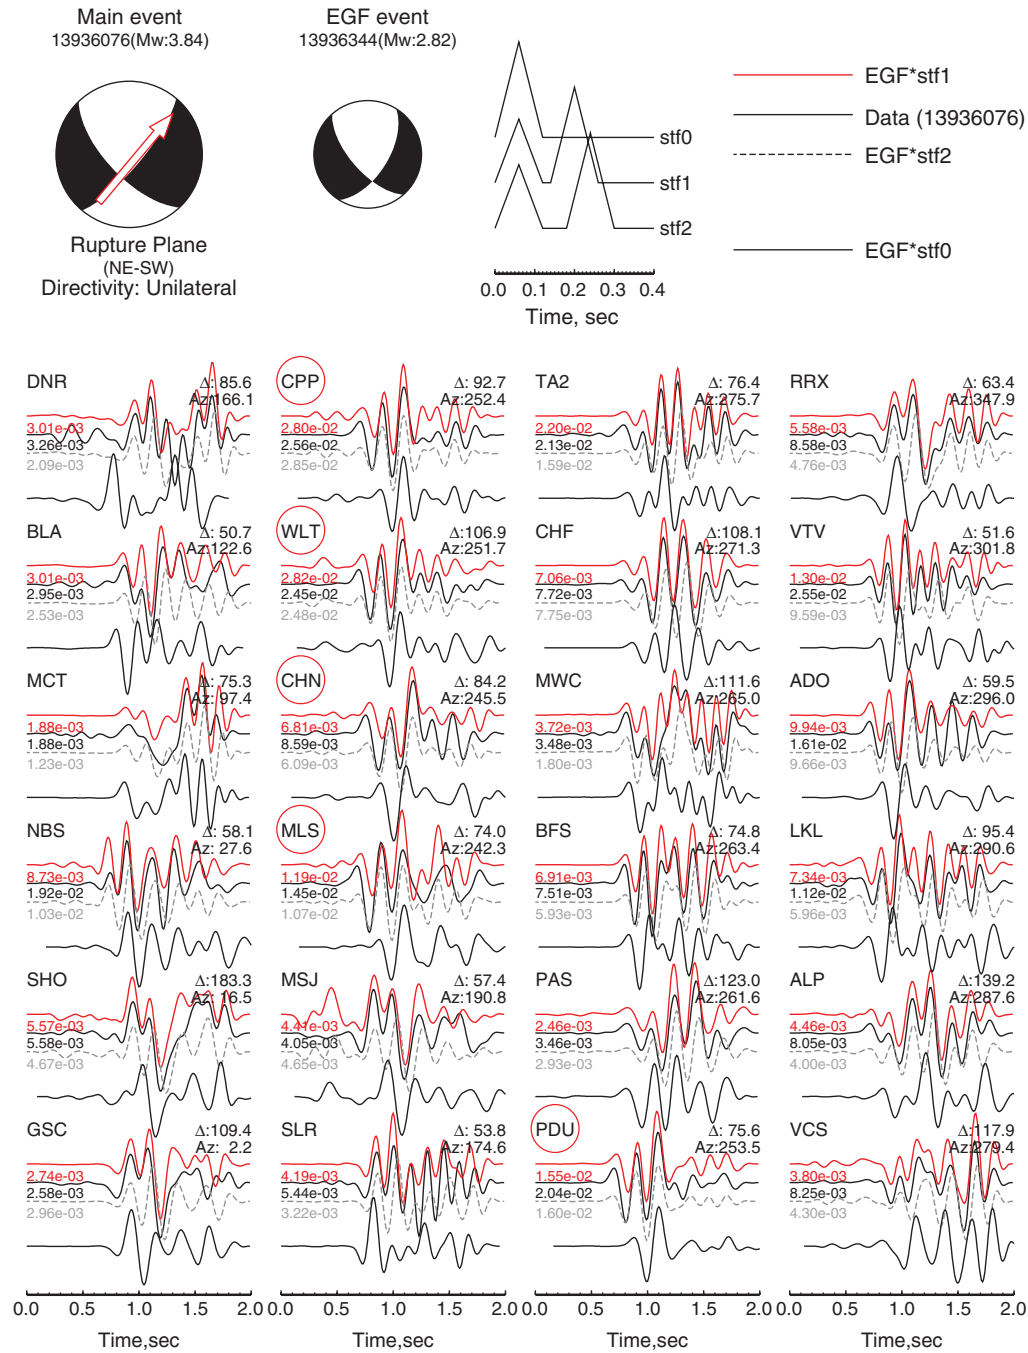 Main event
13936076(Mw:3.84)
EGF event
13936344(Mw:2.82)
Rupture Plane
(NE-SW)
Directivity: Unilateral
stf0
stf1
stf2
0.0 0.1 0.2 0.3 0.4
Time, sec
EGF*stf1
Data (13936076)
EGF*stf2
EGF*stf0
DNR Δ: 85.6
Az:166.1
3.01e-03
3.26e-03
2.09e-03
CPP Δ: 92.7
Az:252.4
2.80e-02
2.56e-02
2.85e-02
TA2 Δ: 76.4
Az:275.7
2.20e-02
2.13e-02
1.59e-02
RRX Δ: 63.4
Az:347.9
5.58e-03
8.58e-03
4.76e-03
BLA Δ: 50.7
Az:122.6
3.01e-03
2.95e-03
2.53e-03
WLT Δ:106.9
Az:251.7
2.82e-02
2.45e-02
2.48e-02
CHF Δ:108.1
Az:271.3
7.06e-03
7.72e-03
7.75e-03
VTV Δ: 51.6
Az:301.8
1.30e-02
2.55e-02
9.59e-03
MCT Δ: 75.3
Az: 97.4
1.88e-03
1.88e-03
1.23e-03
CHN Δ: 84.2
Az:245.5
6.81e-03
8.59e-03
6.09e-03
MWC Δ:111.6
Az:265.0
3.72e-03
3.48e-03
1.80e-03
ADO Δ: 59.5
Az:296.0
9.94e-03
1.61e-02
9.66e-03
NBS Δ: 58.1
Az: 27.6
8.73e-03
1.92e-02
1.03e-02
MLS Δ: 74.0
Az:242.3
1.19e-02
1.45e-02
1.07e-02
BFS Δ: 74.8
Az:263.4
6.91e-03
7.51e-03
5.93e-03
LKL Δ: 95.4
Az:290.6
7.34e-03
1.12e-02
5.96e-03
SHO Δ:183.3
Az: 16.5
5.57e-03
5.58e-03
4.67e-03
MSJ Δ: 57.4
Az:190.8
4.41e-03
4.05e-03
4.65e-03
PAS Δ:123.0
Az:261.6
2.46e-03
3.46e-03
2.93e-03
ALP Δ:139.2
Az:287.6
4.46e-03
8.05e-03
4.00e-03
GSC Δ:109.4
Az: 2.2
2.74e-03
2.58e-03
2.96e-03
SLR Δ: 53.8
Az:174.6
4.19e-03
5.44e-03
3.22e-03
PDU Δ: 75.6
Az:253.5
1.55e-02
2.04e-02
1.60e-02
VCS Δ:117.9
Az:279.4
3.80e-03
8.25e-03
4.30e-03
0.0 0.5 1.0 1.5 2.0 0.0 0.5 1.0 1.5 2.0 0.0 0.5 1.0 1.5 2.0 0.0 0.5 1.0 1.5 2.0
Time,sec Time,sec Time,sec Time,sec